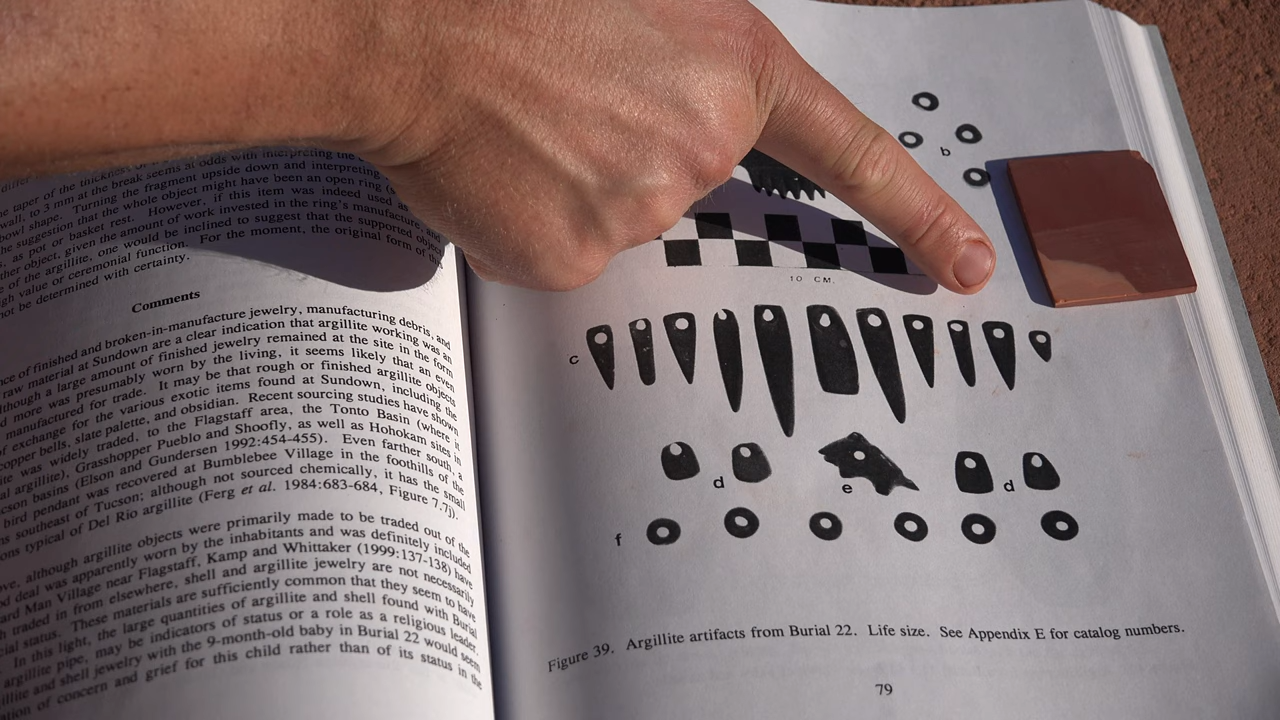 differ
taper of the thickness of
at odds with interpreting the
wall, to 3 mm at the break seems
Turning the fragment upside down and interpreting
bowl shape.
the suggestion that the whole object might have been an open ring
as pot or basket rest. However, if this item was indeed used as
other object, given the amount of work invested in the ring's manufacture, and
of the argillite, one would be inclined to suggest that the supported object
high value or ceremonial function. For the moment, the original form of
not be determined with certainty.
Comments
of finished and broken-in-manufacture jewelry, manufacturing debris, and
raw material at Sundown are a clear indication that argillite working was an
although a large amount of finished jewelry remained at the site in the form
more was presumably worn by the living, it seems likely that an even
manufactured for trade. It may be that rough or finished argillite objects
of exchange for the various exotic items found at Sundown, including the
copper bells, slate palette, and obsidian. Recent sourcing studies have shown
was widely traded, to the Flagstaff area, the Tonto Basin (where it
argillite), Grasshopper Pueblo and Shoofly, as well as Hohokam sites in
basins (Elson and Gundersen 1992:454-455). Even farther south, a
bird pendant was recovered at Bumblebee Village in the foothills of the
southeast of Tucson; although not sourced chemically, it has the small
typical of Del Rio argillite (Ferg et al. 1984:683-684, Figure 7.7j).
although argillite objects were primarily made to be traded out of the
deal was apparently worn by the inhabitants and was definitely included
Man Village near Flagstaff, Kamp and Whittaker (1999:137-138) have
traded in from elsewhere, shell and argillite jewelry are not necessarily
status. These materials are sufficiently common that they seem to have
In this light, the large quantities of argillite and shell found with Burial
argillite pipe, may be indicators of status or a role as a religious leader.
and shell jewelry with the 9-month-old baby in Burial 22 would seem
of concern and grief for this child rather than of its status in the
b
10 CM.
c
d
e
d
f
Figure 39. Argillite artifacts from Burial 22. Life size. See Appendix E for catalog numbers.
79